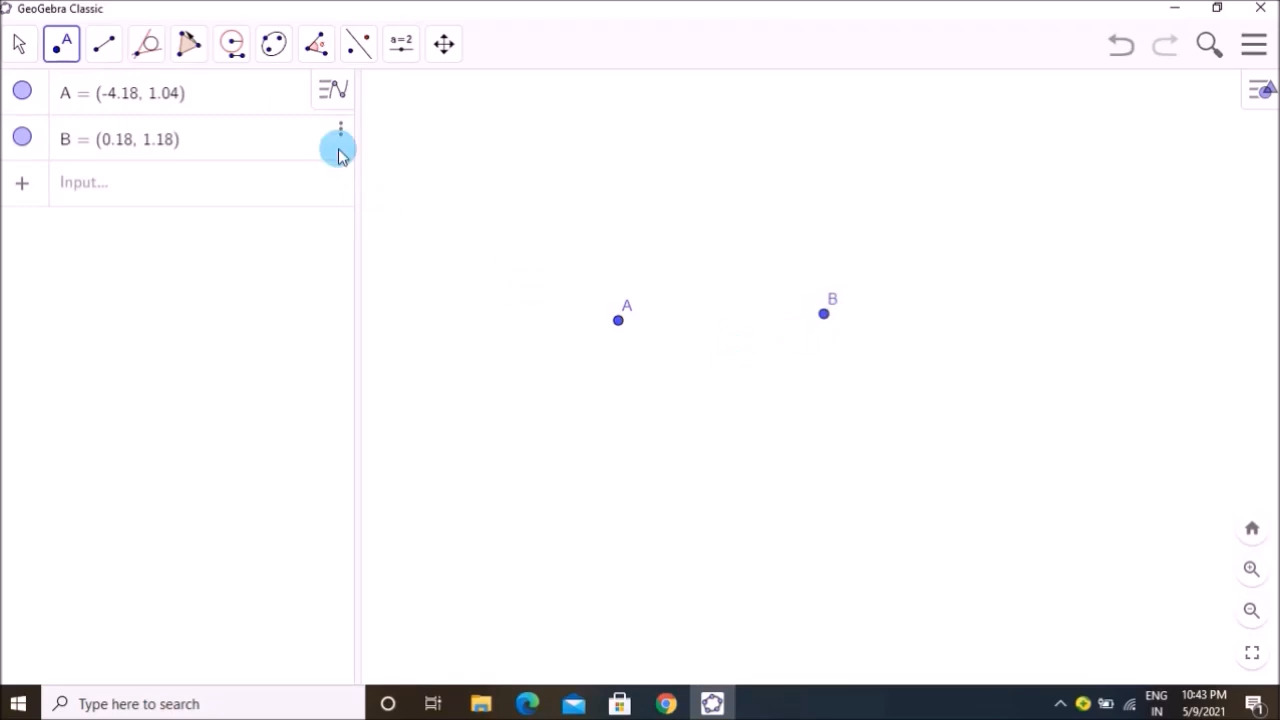 GeoGebra Classic
A
a=2
A = (-4.18, 1.04)
B = (0.18, 1.18)
Input...
A
B
Type here to search
ENG
IN
10:43 PM
5/9/2021
1